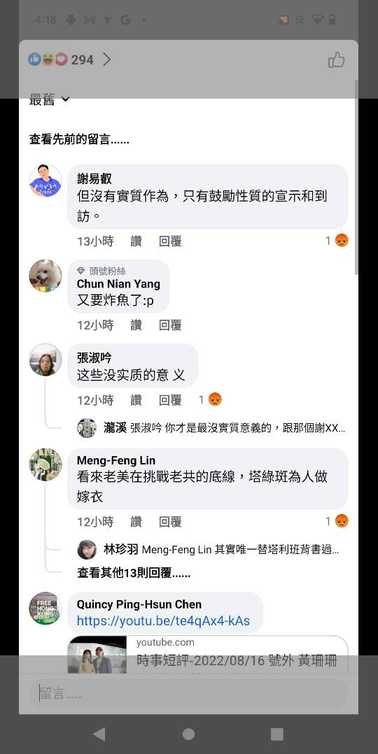 4:18
294
最舊
查看先前的留言……
謝易叡
但沒有實質作為，只有鼓勵性質的宣示和到
訪。
13小時 讚 回覆 1
頭號粉絲
Chun Nian Yang
又要炸魚了:p
12小時 讚 回覆
張淑吟
这些没实质的意 义
12小時 讚 回覆 1
瀧溪 張淑吟 你才是最沒實質意義的，跟那個謝XX...
Meng-Feng Lin
看來老美在挑戰老共的底線，塔綠斑為人做
嫁衣
12小時 讚 回覆 1
林珍羽 Meng-Feng Lin 其實唯一替塔利班背書過...
查看其他13則回覆……
FREE
HONG
KONG
Quincy Ping-Hsun Chen
https://youtu.be/te4qAx4-kAs
youtube.com
時事短評-2022/08/16 號外 黃珊珊
留言……